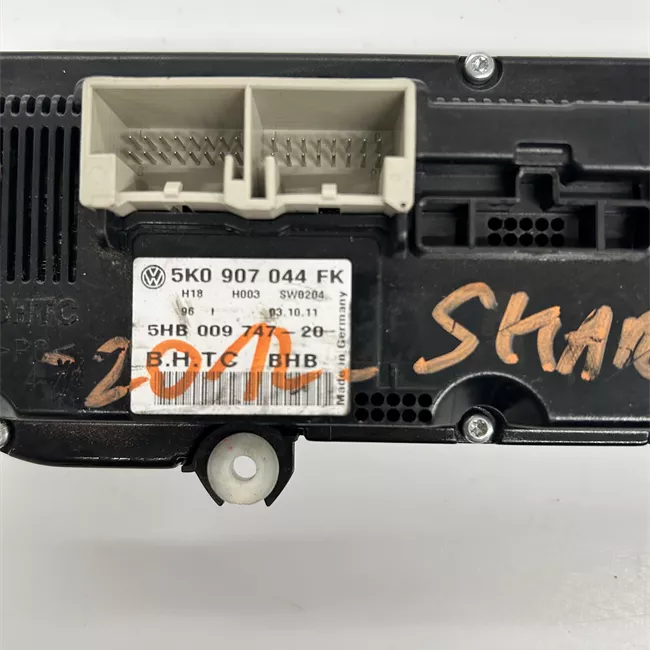 5K0 907 044 FK
H18 H003 SW0204
96 I 03.10.11
5HB 009 747-20
B.H.TC BHB
Made in Germany
-2012-